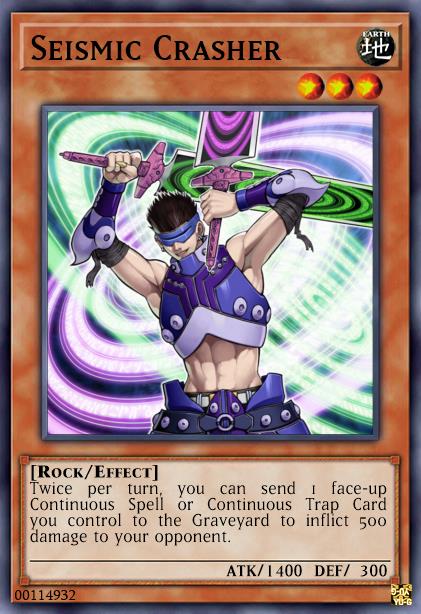 Seismic Crasher
EARTH
地
[Rock/Effect]
Twice per turn, you can send 1 face-up
Continuous Spell or Continuous Trap Card
you control to the Graveyard to inflict 500
damage to your opponent.
ATK/1400 DEF/ 300
00114932